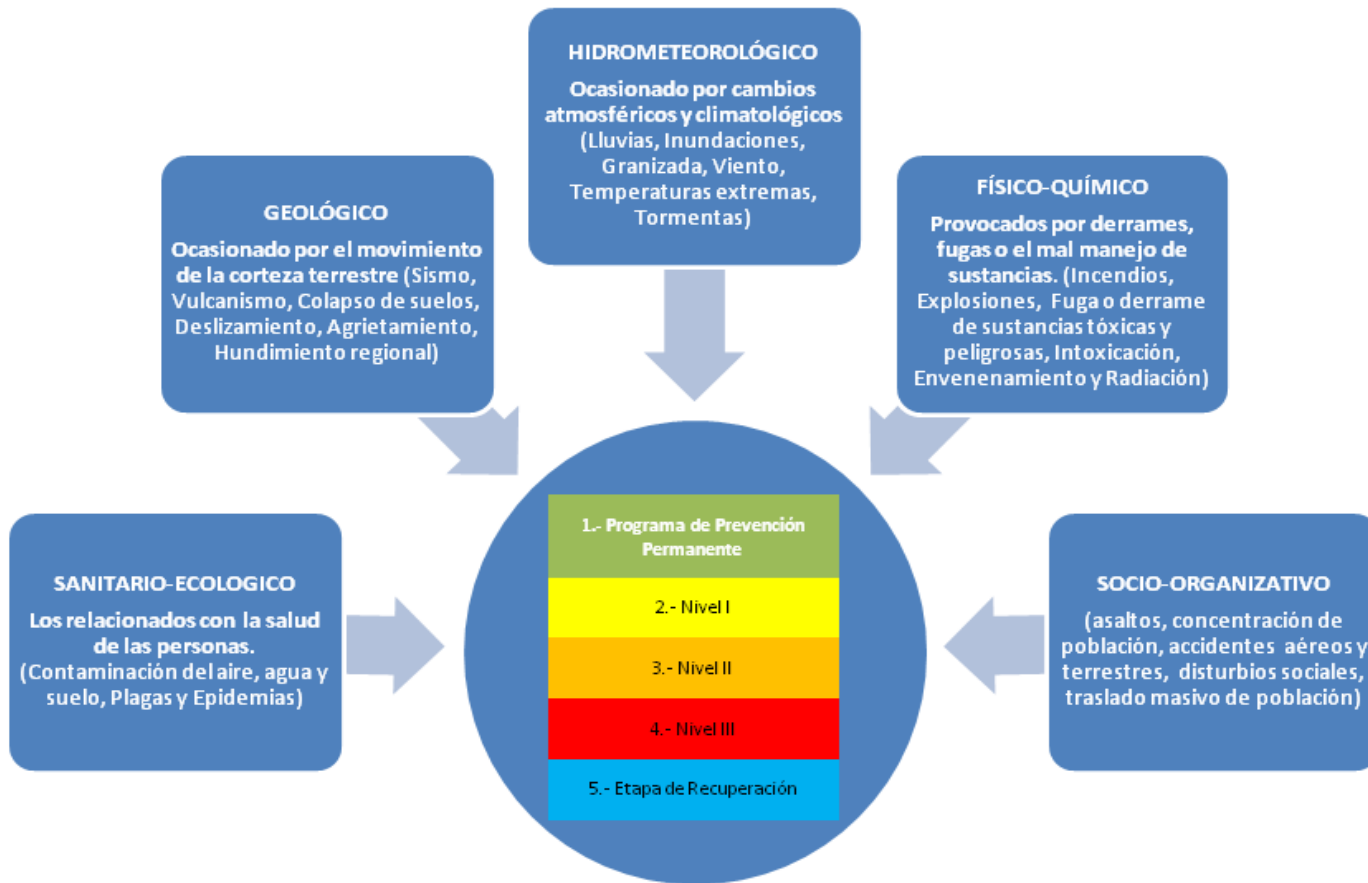 HIDROMETEOROLÓGICO
Ocasionado por cambios
atmosféricos y climatológicos
(Lluvias, Inundaciones,
Granizada, Viento,
Temperaturas extremas,
Tormentas)
GEOLÓGICO
Ocasionado por el movimiento
de la corteza terrestre (Sismo,
Vulcanismo, Colapso de suelos,
Deslizamiento, Agrietamiento,
Hundimiento regional)
FÍSICO-QUÍMICO
Provocados por derrames,
fugas o el mal manejo de
sustancias. (Incendios,
Explosiones, Fuga o derrame
de sustancias tóxicas y
peligrosas, Intoxicación,
Envenenamiento y Radiación)
SANITARIO-ECOLOGICO
Los relacionados con la salud
de las personas.
(Contaminación del aire, agua y
suelo, Plagas y Epidemias)
1.- Programa de Prevención
Permanente
2.- Nivel I
3.- Nivel II
4.- Nivel III
5.- Etapa de Recuperación
SOCIO-ORGANIZATIVO
(asaltos, concentración de
población, accidentes aéreos y
terrestres, disturbios sociales,
traslado masivo de población)